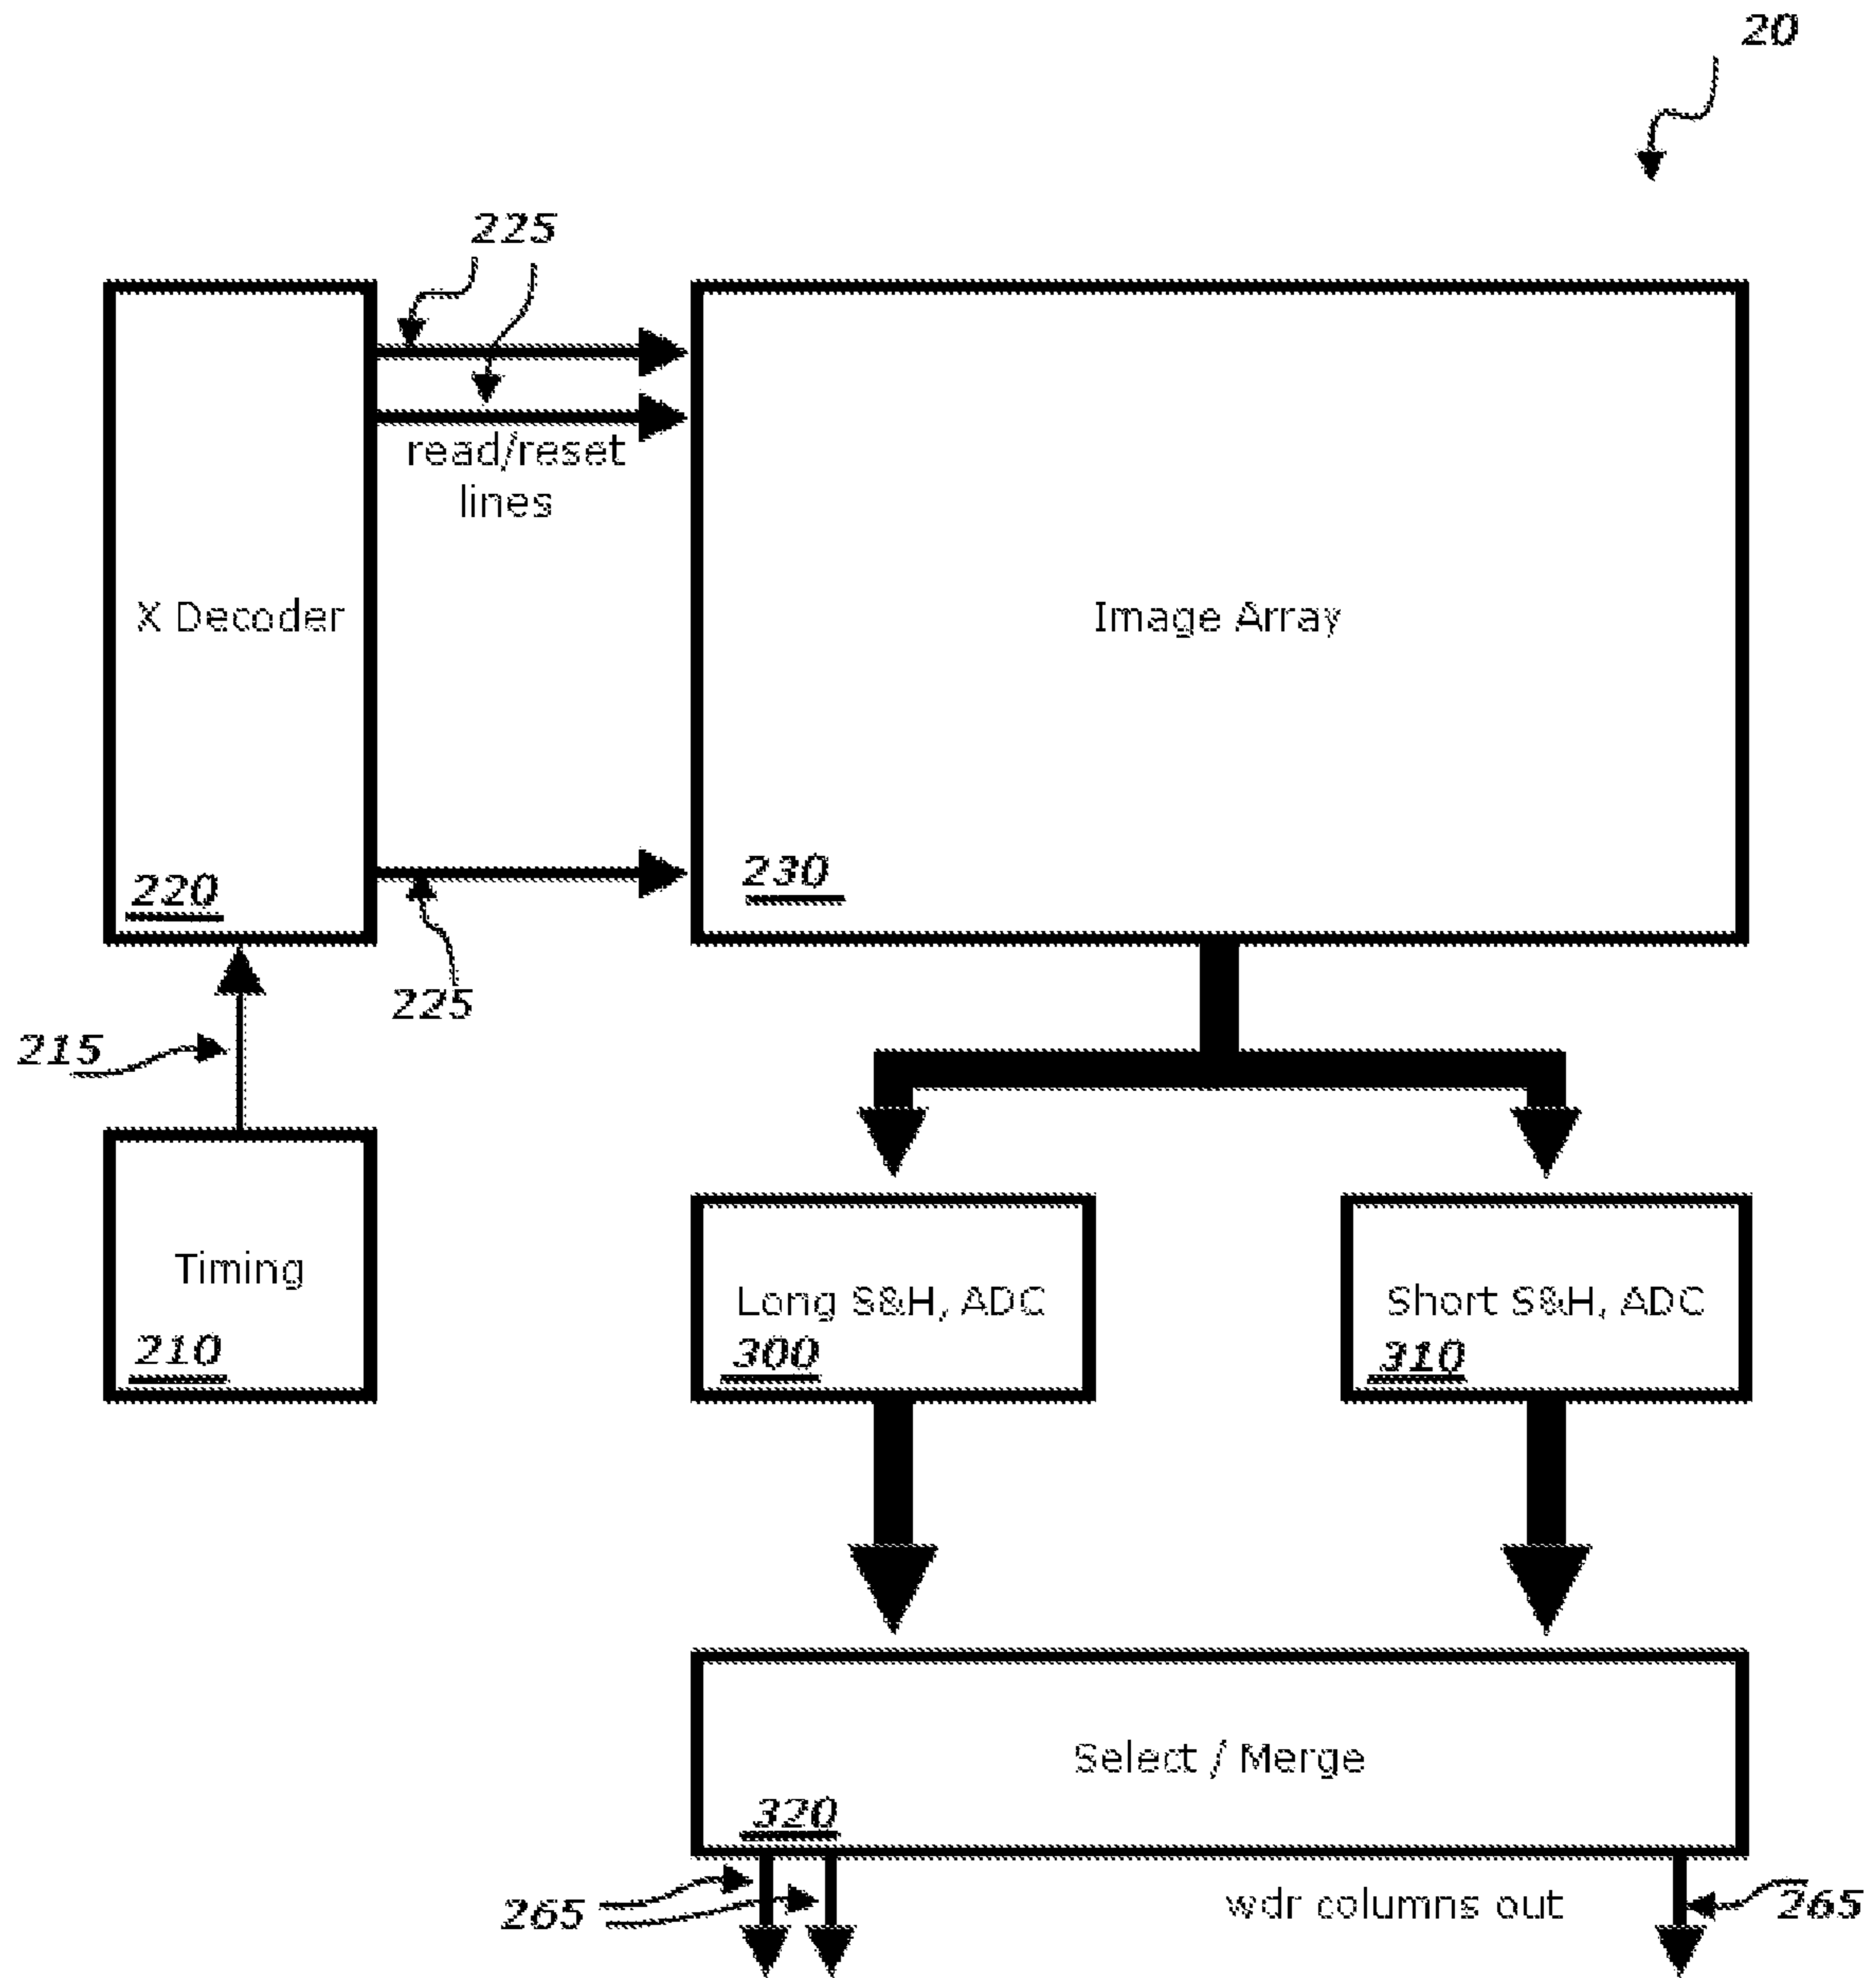 20
225
read/reset
lines
X Decoder
Image Array
220
230
225
215
Timing
210
Long S&H, ADC
300
Short S&H, ADC
310
Select / Merge
320
265
wdr columns out
265